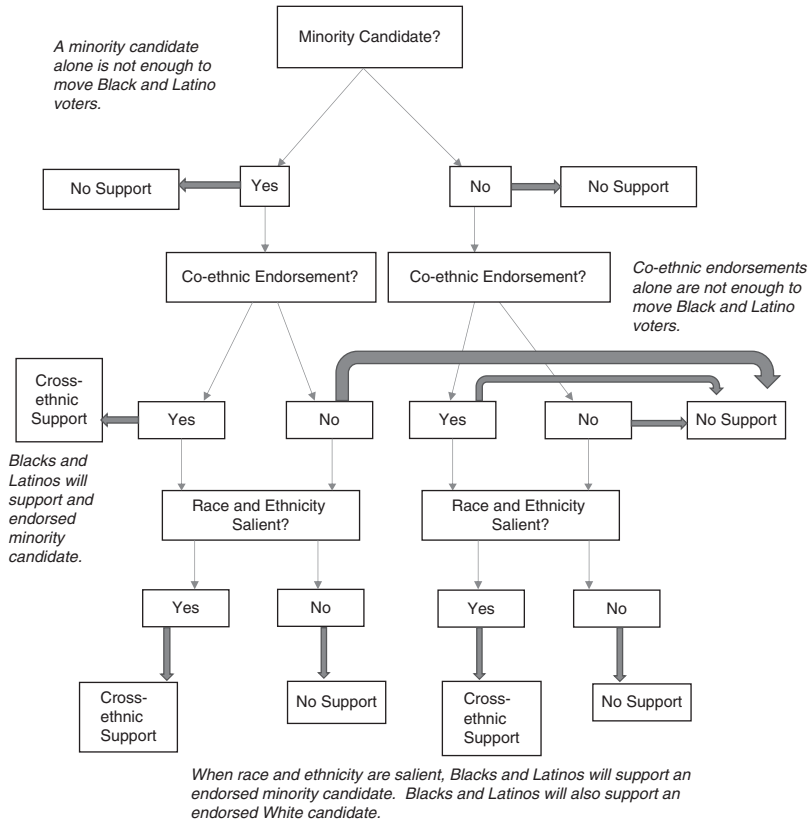 Minority Candidate?
A minority candidate
alone is not enough to
move Black and Latino
voters.
No Support
Yes
No
No Support
Co-ethnic Endorsement?
Co-ethnic Endorsement?
Co-ethnic endorsements
alone are not enough to
move Black and Latino
voters.
Cross-
ethnic
Support
Yes
No
Yes
No
No Support
Blacks and
Latinos will
support and
endorsed
minority
candidate.
Race and Ethnicity
Salient?
Race and Ethnicity
Salient?
Yes
No
Yes
No
Cross-
ethnic
Support
No Support
Cross-
ethnic
Support
No Support
When race and ethnicity are salient, Blacks and Latinos will support an
endorsed minority candidate.  Blacks and Latinos will also support an
endorsed White candidate.